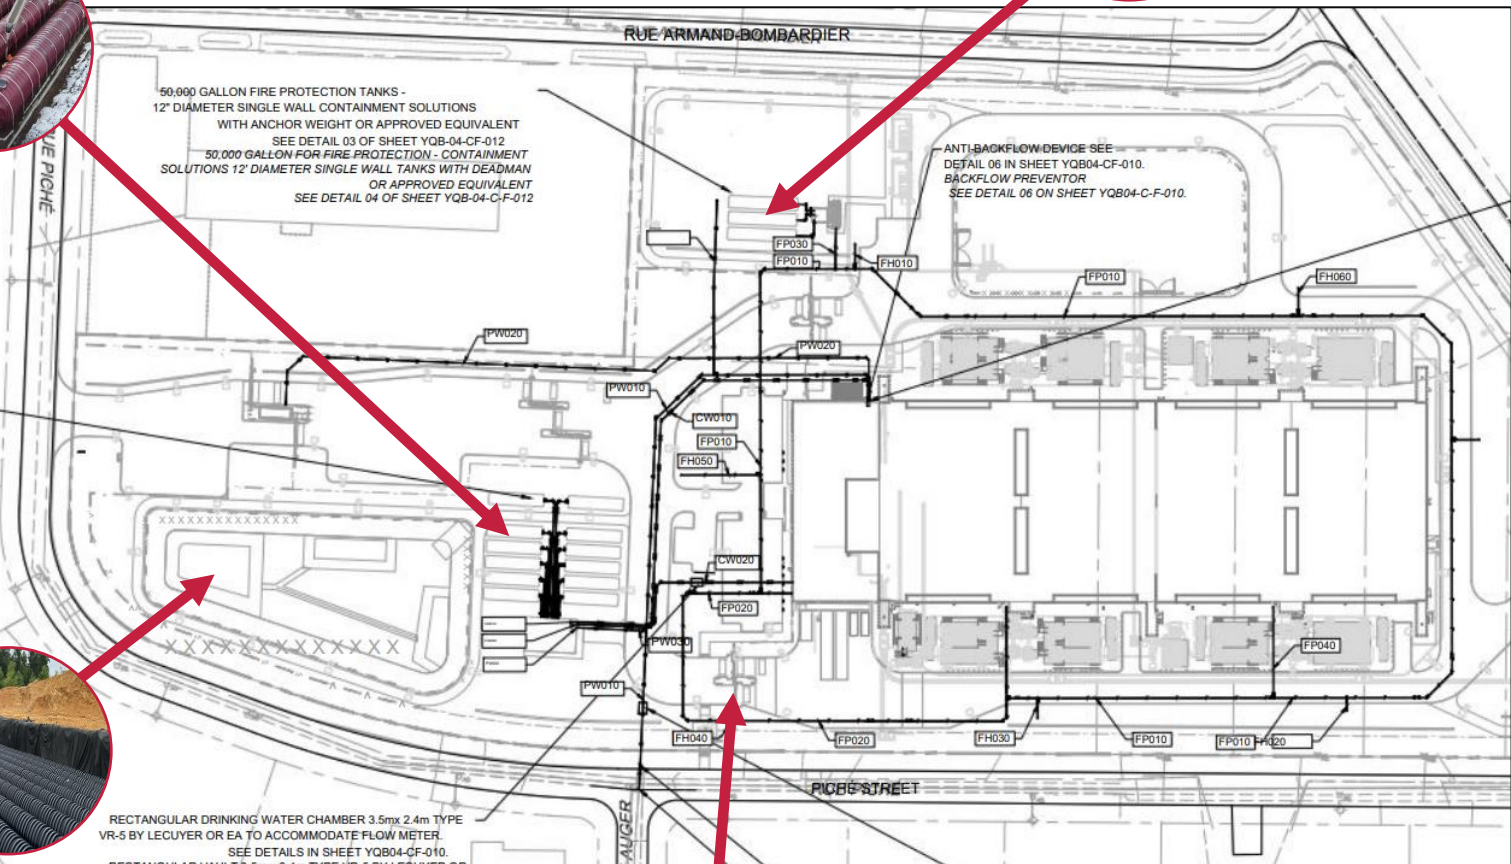 RUE ARMAND-BOMBARDIER
50,000 GALLON FIRE PROTECTION TANKS -
12" DIAMETER SINGLE WALL CONTAINMENT SOLUTIONS
WITH ANCHOR WEIGHT OR APPROVED EQUIVALENT
SEE DETAIL 03 OF SHEET YQB-04-CF-012
50,000 GALLON FOR FIRE PROTECTION - CONTAINMENT
SOLUTIONS 12' DIAMETER SINGLE WALL TANKS WITH DEADMAN
OR APPROVED EQUIVALENT
SEE DETAIL 04 OF SHEET YQB-04-C-F-012
ANTI-BACKFLOW DEVICE SEE
DETAIL 06 IN SHEET YQB04-CF-010.
BACKFLOW PREVENTOR
SEE DETAIL 06 ON SHEET YQB04-C-F-010.
RUE PICHÉ
FP030
FP010
FH010
FP010
FH060
PW020
PW020
PW010
CW010
FP010
FH050
XXXXXXXXXXXXXXX
CW020
FP020
PW030
FP040
XXXXXXXXXXXXX
PW010
FH040
FP020
FH030
FP010
FP010
FH020
PICHÉ STREET
AUGER
RECTANGULAR DRINKING WATER CHAMBER 3.5mx 2.4m TYPE
VR-5 BY LECUYER OR EA TO ACCOMMODATE FLOW METER.
SEE DETAILS IN SHEET YQB04-CF-010.